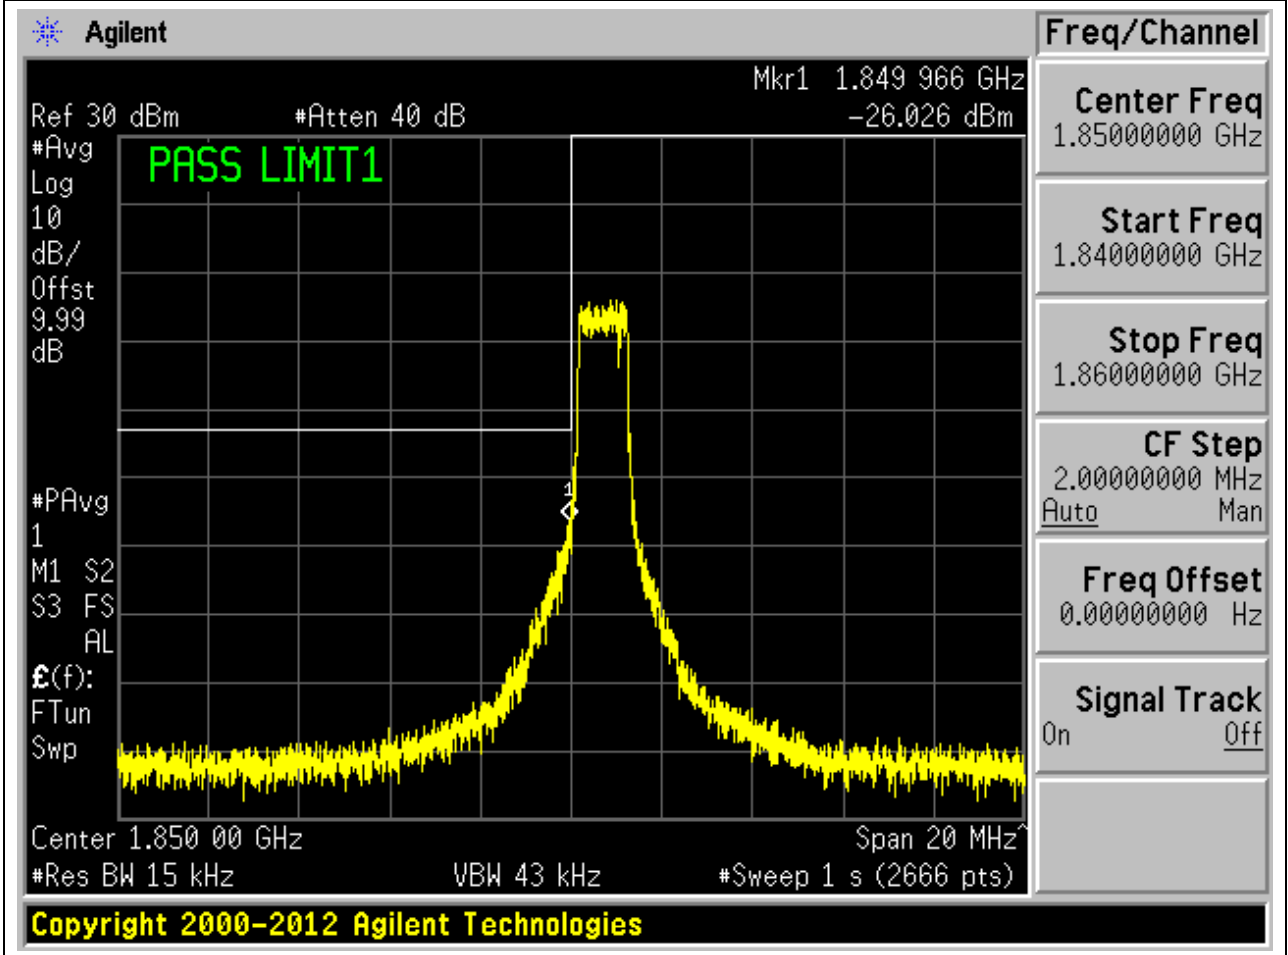 Agilent
Freq/Channel
Mkr1 1.849 966 GHz
Ref 30 dBm #Atten 40 dB -26.026 dBm
#Avg
Log
10
dB/
Offst
9.99
dB
PASS LIMIT1
1
#PAvg
1
M1 S2
S3 FS
AL
£(f):
FTun
Swp
Center 1.850 00 GHz Span 20 MHz^
#Res BW 15 kHz VBW 43 kHz #Sweep 1 s (2666 pts)
Copyright 2000-2012 Agilent Technologies
Center Freq
1.85000000 GHz
Start Freq
1.84000000 GHz
Stop Freq
1.86000000 GHz
CF Step
2.00000000 MHz
Auto Man
Freq Offset
0.00000000 Hz
Signal Track
On Off